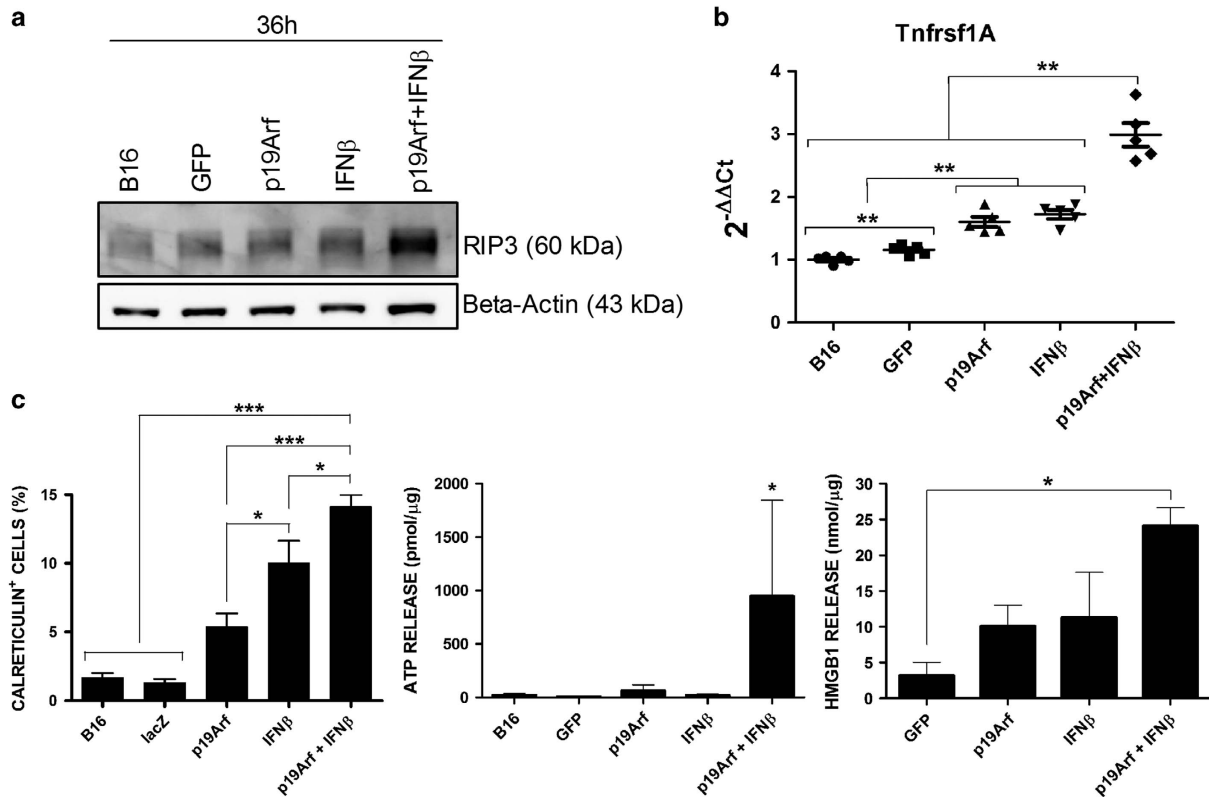 a
36h
B16
GFP
p19Arf
IFNβ
p19Arf+IFNβ
RIP3 (60 kDa)
Beta-Actin (43 kDa)
b
Tnfrsf1A
2^-ΔΔCt
4
3
2
1
0
**
**
**
B16
GFP
p19Arf
IFNβ
p19Arf+IFNβ
c
CALRETICULIN⁺ CELLS (%)
15
10
5
0
***
***
*
*
B16
lacZ
p19Arf
IFNβ
p19Arf + IFNβ
ATP RELEASE (pmol/μg)
2000
1500
1000
500
0
*
B16
GFP
p19Arf
IFNβ
p19Arf + IFNβ
HMGB1 RELEASE (nmol/μg)
30
25
20
15
10
5
0
*
GFP
p19Arf
IFNβ
p19Arf + IFNβ